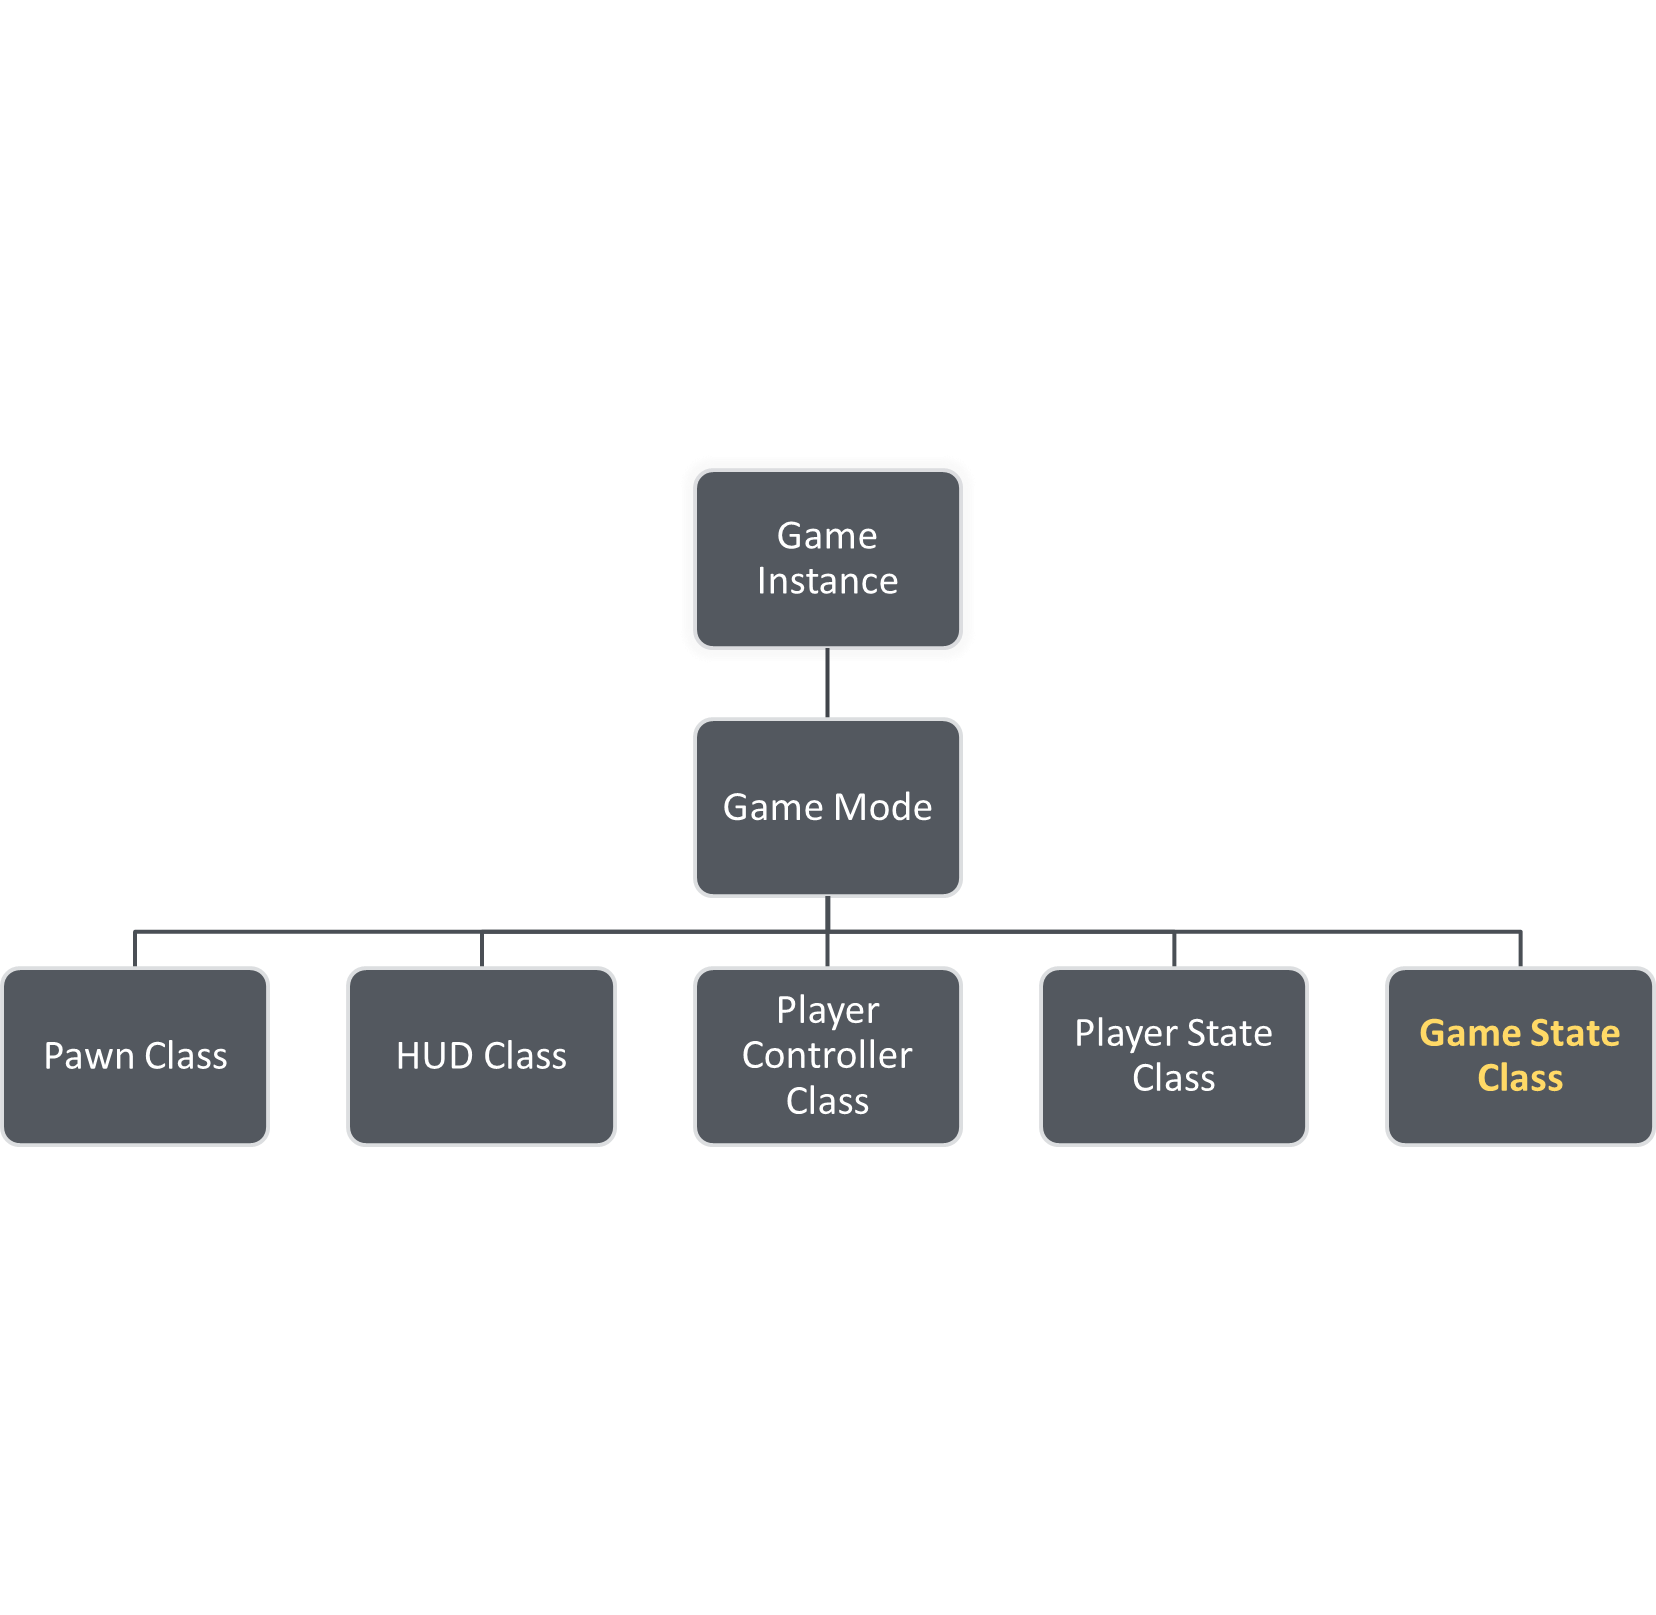 Game
Instance
Game Mode
Pawn Class
HUD Class
Player
Controller
Class
Player State
Class
Game State
Class